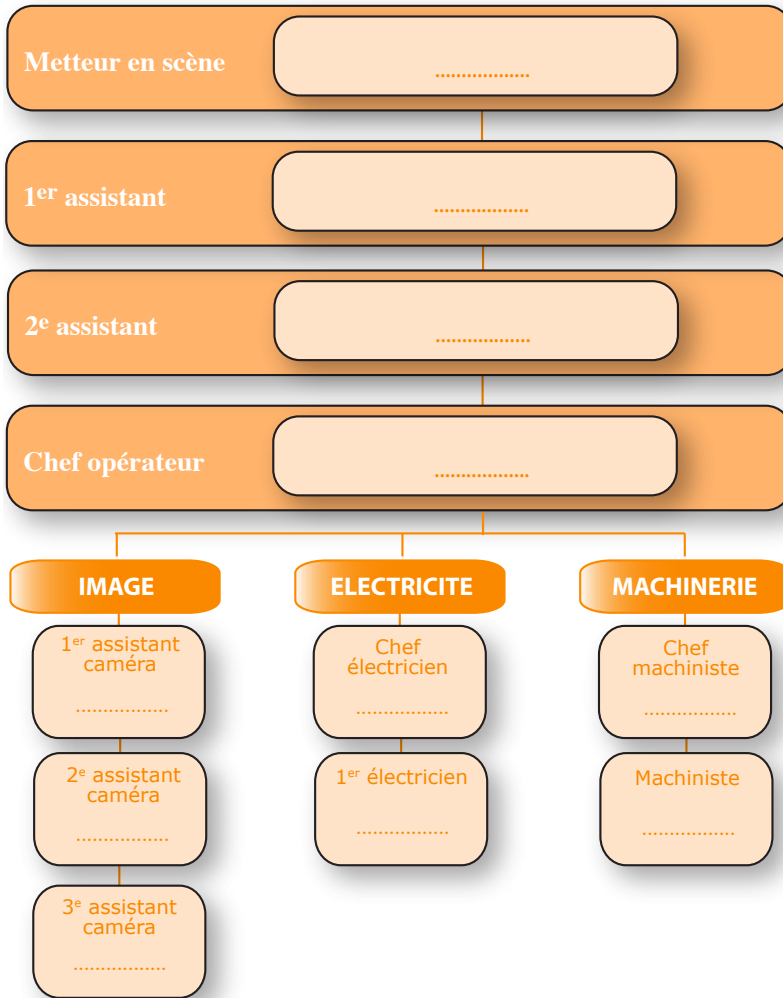 Metteur en scène
..................
1er assistant
..................
2e assistant
..................
Chef opérateur
..................
IMAGE
ELECTRICITE
MACHINERIE
1er assistant
caméra
.................
Chef
électricien
.................
Chef
machiniste
.................
2e assistant
caméra
.................
1er électricien
.................
Machiniste
.................
3e assistant
caméra
.................